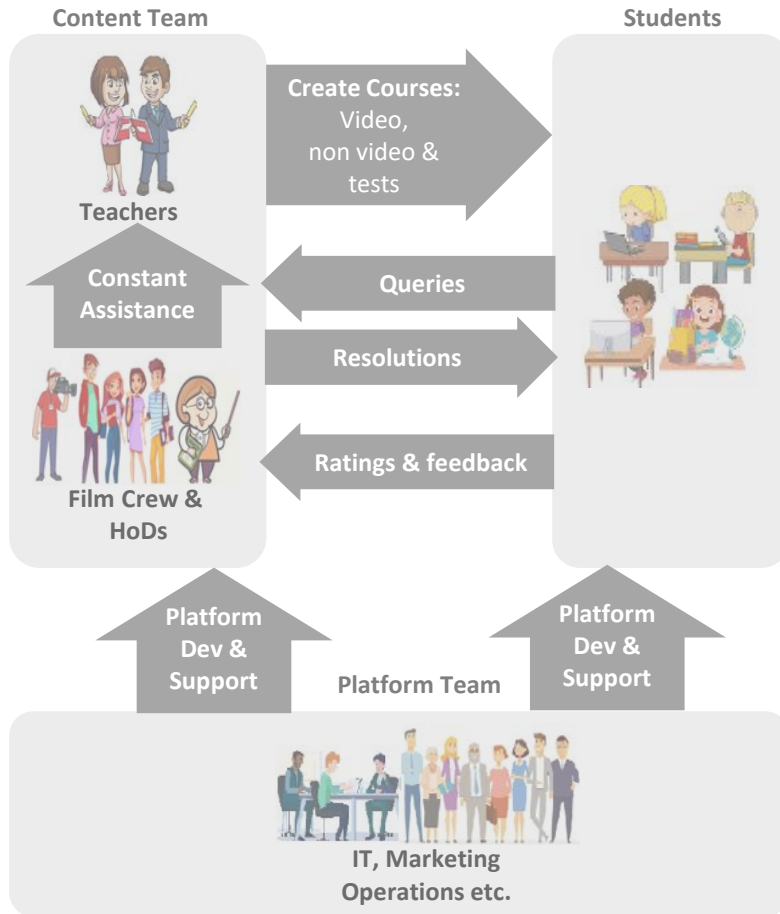 Content Team
Students
Create Courses:
Video,
non video &
tests
Teachers
Constant
Assistance
Queries
Resolutions
Ratings & feedback
Film Crew &
HoDs
Platform
Dev &
Support
Platform
Dev &
Support
Platform Team
IT, Marketing
Operations etc.